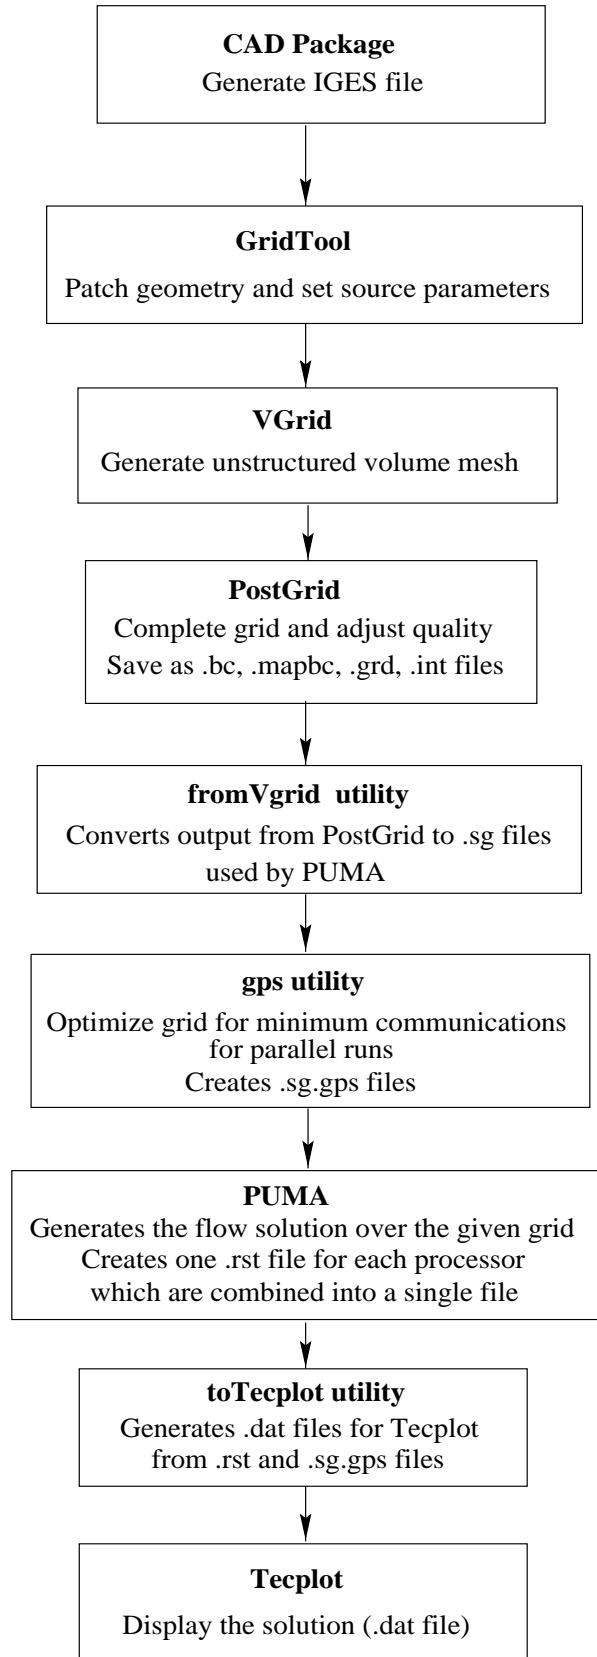 CAD Package
Generate IGES file
GridTool
Patch geometry and set source parameters
VGrid
Generate unstructured volume mesh
PostGrid
Complete grid and adjust quality
Save as .bc, .mapbc, .grd, .int files
fromVgrid utility
Converts output from PostGrid to .sg files
used by PUMA
gps utility
Optimize grid for minimum communications
for parallel runs
Creates .sg.gps files
PUMA
Generates the flow solution over the given grid
Creates one .rst file for each processor
which are combined into a single file
toTecplot utility
Generates .dat files for Tecplot
from .rst and .sg.gps files
Tecplot
Display the solution (.dat file)